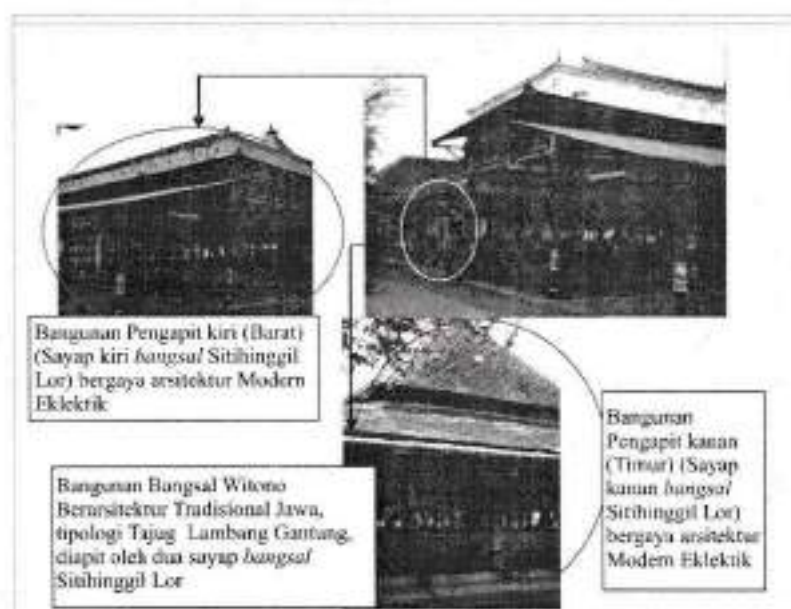 Bangunan Pengapit kiri (Barat)
(Sayap kiri bangsal Sitihinggil
Lor) bergaya arsitektur Modern
Eklektik
Bangunan Bangsal Witono
Berarsitektur Tradisional Jawa,
tipologi Tajug Lambang Gantung,
diapit oleh dua sayap bangsal
Sitihinggil Lor
Bangunan
Pengapit kanan
(Timur) (Sayap
kanan bangsal
Sitihinggil Lor)
bergaya arsitektur
Modern Eklektik